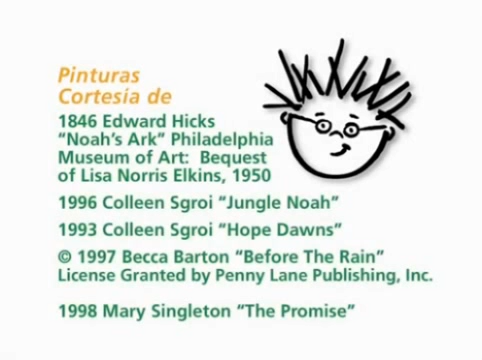 Pinturas
Cortesía de
1846 Edward Hicks
“Noah’s Ark” Philadelphia
Museum of Art:  Bequest
of Lisa Norris Elkins, 1950
1996 Colleen Sgroi “Jungle Noah”
1993 Colleen Sgroi “Hope Dawns”
© 1997 Becca Barton “Before The Rain”
License Granted by Penny Lane Publishing, Inc.
1998 Mary Singleton “The Promise”